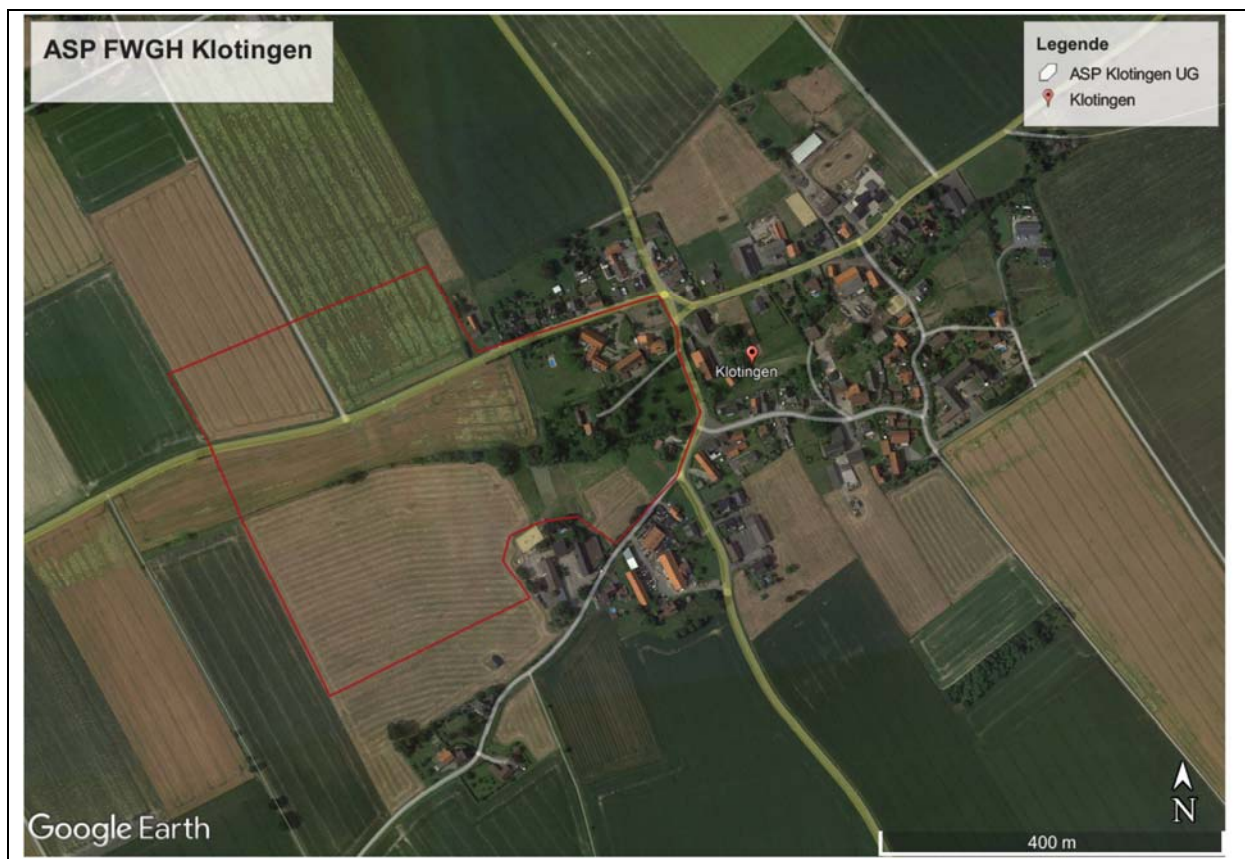 ASP FWGH Klotingen
Legende
ASP Klotingen UG
Klotingen
Klotingen
Google Earth
N
400 m